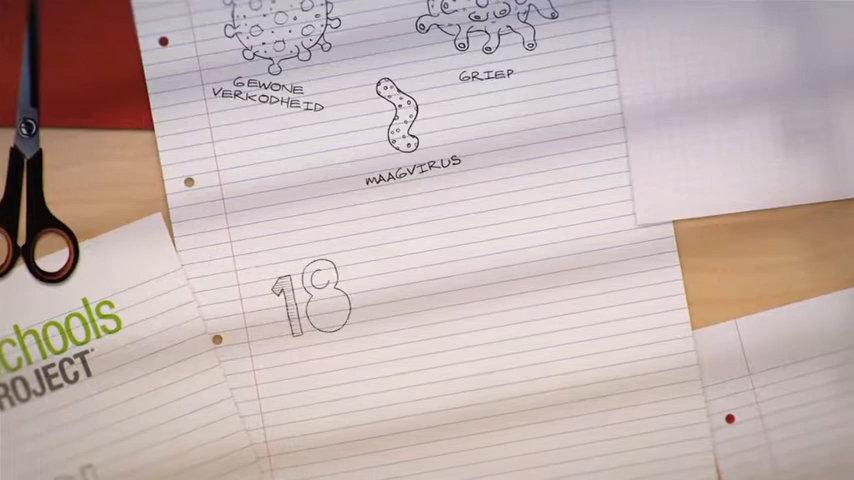 GEWONE
VERKODHEID
GRIEP
MAAGVIRUS
18
chools
ROJECT